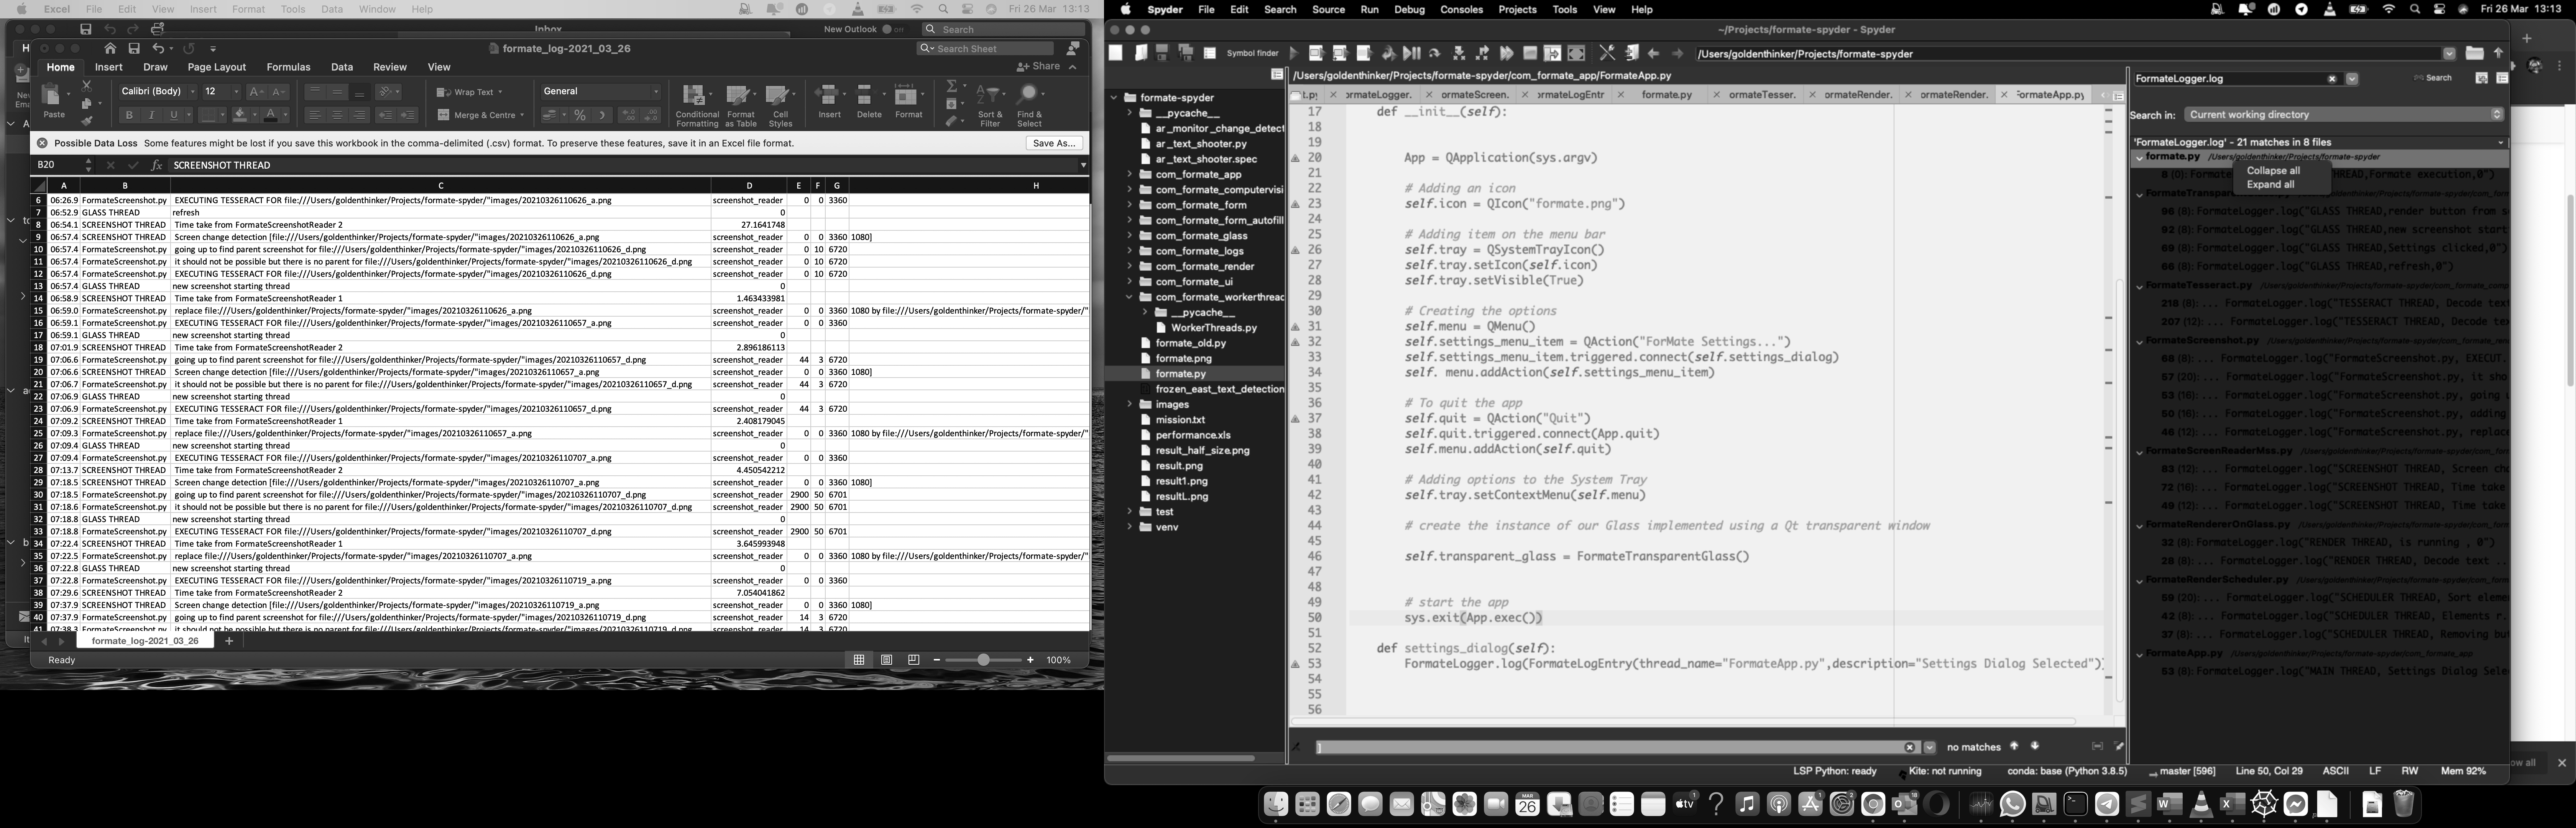 Excel File Edit View Insert Format Tools Data Window Help Fri 26 Mar 13:13
Inbox New Outlook on Search
formate_log-2021_03_26 Search Sheet
Home Insert Draw Page Layout Formulas Data Review View Share
Calibri (Body) 12 Wrap Text General
Paste B I U Merge & Centre Conditional Formatting Format as Table Cell Styles Insert Delete Format Sort & Filter Find & Select
Possible Data Loss Some features might be lost if you save this workbook in the comma-delimited (.csv) format. To preserve these features, save it in an Excel file format. Save As...
B20 fx SCREENSHOT THREAD
A B C D E F G H
6 06:26.9 FormateScreenshot.py EXECUTING TESSERACT FOR file:///Users/goldenthinker/Projects/formate-spyder/"images/20210326110626_a.png screenshot_reader 0 0 3360
7 06:52.9 GLASS THREAD refresh 0
8 06:54.1 SCREENSHOT THREAD Time take from FormateScreenshotReader 2 27.1641748
9 06:57.4 SCREENSHOT THREAD Screen change detection [file:///Users/goldenthinker/Projects/formate-spyder/"images/20210326110626_a.png screenshot_reader 0 0 3360 1080]
10 06:57.4 FormateScreenshot.py going up to find parent screenshot for file:///Users/goldenthinker/Projects/formate-spyder/"images/20210326110626_d.png screenshot_reader 0 10 6720
11 06:57.4 FormateScreenshot.py it should not be possible but there is no parent for file:///Users/goldenthinker/Projects/formate-spyder/"images/20210326110626_d.png screenshot_reader 0 10 6720
12 06:57.4 FormateScreenshot.py EXECUTING TESSERACT FOR file:///Users/goldenthinker/Projects/formate-spyder/"images/20210326110626_d.png screenshot_reader 0 10 6720
13 06:57.4 GLASS THREAD new screenshot starting thread 0
14 06:58.9 SCREENSHOT THREAD Time take from FormateScreenshotReader 1 1.463433981
15 06:59.0 FormateScreenshot.py replace file:///Users/goldenthinker/Projects/formate-spyder/"images/20210326110626_a.png screenshot_reader 0 0 3360 1080 by file:///Users/goldenthinker/Projects/formate-spyder/"
16 06:59.1 FormateScreenshot.py EXECUTING TESSERACT FOR file:///Users/goldenthinker/Projects/formate-spyder/"images/20210326110657_a.png screenshot_reader 0 0 3360
17 06:59.1 GLASS THREAD new screenshot starting thread 0
18 07:01.9 SCREENSHOT THREAD Time take from FormateScreenshotReader 2 2.896186113
19 07:06.6 FormateScreenshot.py going up to find parent screenshot for file:///Users/goldenthinker/Projects/formate-spyder/"images/20210326110657_d.png screenshot_reader 44 3 6720
20 07:06.6 SCREENSHOT THREAD Screen change detection [file:///Users/goldenthinker/Projects/formate-spyder/"images/20210326110657_a.png screenshot_reader 0 0 3360 1080]
21 07:06.7 FormateScreenshot.py it should not be possible but there is no parent for file:///Users/goldenthinker/Projects/formate-spyder/"images/20210326110657_d.png screenshot_reader 44 3 6720
22 07:06.9 GLASS THREAD new screenshot starting thread 0
23 07:06.9 FormateScreenshot.py EXECUTING TESSERACT FOR file:///Users/goldenthinker/Projects/formate-spyder/"images/20210326110657_d.png screenshot_reader 44 3 6720
24 07:09.2 SCREENSHOT THREAD Time take from FormateScreenshotReader 1 2.408179045
25 07:09.3 FormateScreenshot.py replace file:///Users/goldenthinker/Projects/formate-spyder/"images/20210326110657_a.png screenshot_reader 0 0 3360 1080 by file:///Users/goldenthinker/Projects/formate-spyder/"
26 07:09.4 GLASS THREAD new screenshot starting thread 0
27 07:09.4 FormateScreenshot.py EXECUTING TESSERACT FOR file:///Users/goldenthinker/Projects/formate-spyder/"images/20210326110707_a.png screenshot_reader 0 0 3360
28 07:13.7 SCREENSHOT THREAD Time take from FormateScreenshotReader 2 4.450542212
29 07:18.5 SCREENSHOT THREAD Screen change detection [file:///Users/goldenthinker/Projects/formate-spyder/"images/20210326110707_a.png screenshot_reader 0 0 3360 1080]
30 07:18.5 FormateScreenshot.py going up to find parent screenshot for file:///Users/goldenthinker/Projects/formate-spyder/"images/20210326110707_d.png screenshot_reader 2900 50 6701
31 07:18.6 FormateScreenshot.py it should not be possible but there is no parent for file:///Users/goldenthinker/Projects/formate-spyder/"images/20210326110707_d.png screenshot_reader 2900 50 6701
32 07:18.8 GLASS THREAD new screenshot starting thread 0
33 07:18.8 FormateScreenshot.py EXECUTING TESSERACT FOR file:///Users/goldenthinker/Projects/formate-spyder/"images/20210326110707_d.png screenshot_reader 2900 50 6701
34 07:22.4 SCREENSHOT THREAD Time take from FormateScreenshotReader 1 3.645993948
35 07:22.5 FormateScreenshot.py replace file:///Users/goldenthinker/Projects/formate-spyder/"images/20210326110707_a.png screenshot_reader 0 0 3360 1080 by file:///Users/goldenthinker/Projects/formate-spyder/"
36 07:22.8 GLASS THREAD new screenshot starting thread 0
37 07:22.8 FormateScreenshot.py EXECUTING TESSERACT FOR file:///Users/goldenthinker/Projects/formate-spyder/"images/20210326110719_a.png screenshot_reader 0 0 3360
38 07:29.6 SCREENSHOT THREAD Time take from FormateScreenshotReader 2 7.054041862
39 07:37.9 SCREENSHOT THREAD Screen change detection [file:///Users/goldenthinker/Projects/formate-spyder/"images/20210326110719_a.png screenshot_reader 0 0 3360 1080]
40 07:37.9 FormateScreenshot.py going up to find parent screenshot for file:///Users/goldenthinker/Projects/formate-spyder/"images/20210326110719_d.png screenshot_reader 14 3 6720
41 07:38.3 FormateScreenshot.py it should not be possible but there is no parent for file:///Users/goldenthinker/Projects/formate-spyder/"images/20210326110719_d.png screenshot_reader 14 3 6720
formate_log-2021_03_26
Ready 100%
Spyder File Edit Search Source Run Debug Consoles Projects Tools View Help Fri 26 Mar 13:13
~/Projects/formate-spyder - Spyder
Symbol finder /Users/goldenthinker/Projects/formate-spyder
/Users/goldenthinker/Projects/formate-spyder/com_formate_app/FormateApp.py
formate-spyder
__pycache__
ar_monitor_change_detect
ar_text_shooter.py
ar_text_shooter.spec
com_formate_app
com_formate_computervisi
com_formate_form
com_formate_form_autofill
com_formate_glass
com_formate_logs
com_formate_render
com_formate_ui
com_formate_workerthreac
__pycache__
WorkerThreads.py
formate_old.py
formate.png
formate.py
frozen_east_text_detection
images
mission.txt
performance.xls
result_half_size.png
result.png
result1.png
resultL.png
test
venv
t.p ormateLogger. ormateScreen. ormateLogEntr formate.py ormateTesser. ormateRender. ormateRender. FormateApp.py
17 def __init__(self):
18
19
20 App = QApplication(sys.argv)
21
22 # Adding an icon
23 self.icon = QIcon("formate.png")
24
25 # Adding item on the menu bar
26 self.tray = QSystemTrayIcon()
27 self.tray.setIcon(self.icon)
28 self.tray.setVisible(True)
29
30 # Creating the options
31 self.menu = QMenu()
32 self.settings_menu_item = QAction("ForMate Settings...")
33 self.settings_menu_item.triggered.connect(self.settings_dialog)
34 self. menu.addAction(self.settings_menu_item)
35
36 # To quit the app
37 self.quit = QAction("Quit")
38 self.quit.triggered.connect(App.quit)
39 self.menu.addAction(self.quit)
40
41 # Adding options to the System Tray
42 self.tray.setContextMenu(self.menu)
43
44 # create the instance of our Glass implemented using a Qt transparent window
45
46 self.transparent_glass = FormateTransparentGlass()
47
48
49 # start the app
50 sys.exit(App.exec())
51
52 def settings_dialog(self):
53 FormateLogger.log(FormateLogEntry(thread_name="FormateApp.py",description="Settings Dialog Selected")
54
55
56
] no matches
FormateLogger.log Search
Search in: Current working directory
'FormateLogger.log' - 21 matches in 8 files
formate.py /Users/goldenthinker/Projects/formate-spyder
Collapse all
Expand all
8 (0): Formate THREAD,Formate execution,0")
96 (8): FormateLogger.log("GLASS THREAD,render button from s
92 (8): FormateLogger.log("GLASS THREAD,new screenshot start
69 (8): FormateLogger.log("GLASS THREAD,Settings clicked,0")
66 (8): FormateLogger.log("GLASS THREAD,refresh,0")
FormateTesseract.py
218 (8): FormateLogger.log("TESSERACT THREAD, Decode text
207 (12): FormateLogger.log("TESSERACT THREAD, Decode tex
FormateScreenshot.py
68 (8): ... FormateLogger.log("FormateScreenshot.py, EXECUT.
57 (20): ... FormateLogger.log("FormateScreenshot.py, it sho
53 (16): ... FormateLogger.log("FormateScreenshot.py, going
50 (16): ... FormateLogger.log("FormateScreenshot.py, adding
46 (12): ... FormateLogger.log("FormateScreenshot.py, replace
FormateScreenReaderMss.py
83 (12): ... FormateLogger.log("SCREENSHOT THREAD, Screen cha
72 (16): ... FormateLogger.log("SCREENSHOT THREAD, Time take
49 (12): ... FormateLogger.log("SCREENSHOT THREAD, Time take
FormateRendererOnGlass.py
32 (8): FormateLogger.log("RENDER THREAD, is running , 0")
28 (8): FormateLogger.log("RENDER THREAD, Decode text ...
FormateRenderScheduler.py
59 (20): ... FormateLogger.log("SCHEDULER THREAD, Sort elemen
42 (8): ... FormateLogger.log("SCHEDULER THREAD, Elements r.
37 (8): ... FormateLogger.log("SCHEDULER THREAD, Removing but
FormateApp.py
53 (8): FormateLogger.log("MAIN THREAD, Settings Dialog Sele
LSP Python: ready Kite: not running conda: base (Python 3.8.5) master [596] Line 50, Col 29 ASCII LF RW Mem 92%
MAR 26 tv